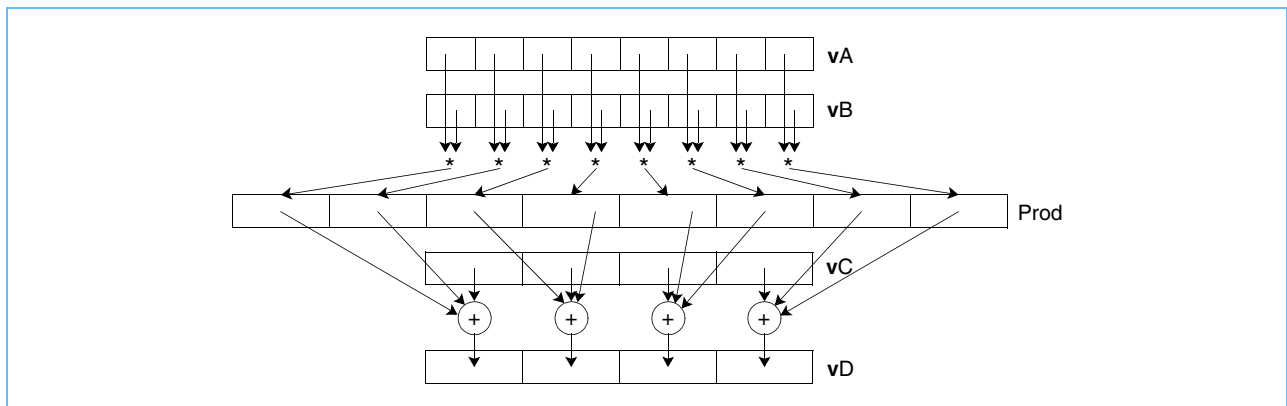 vA
vB
* * * * * * * *
Prod
vC
+ + + +
vD